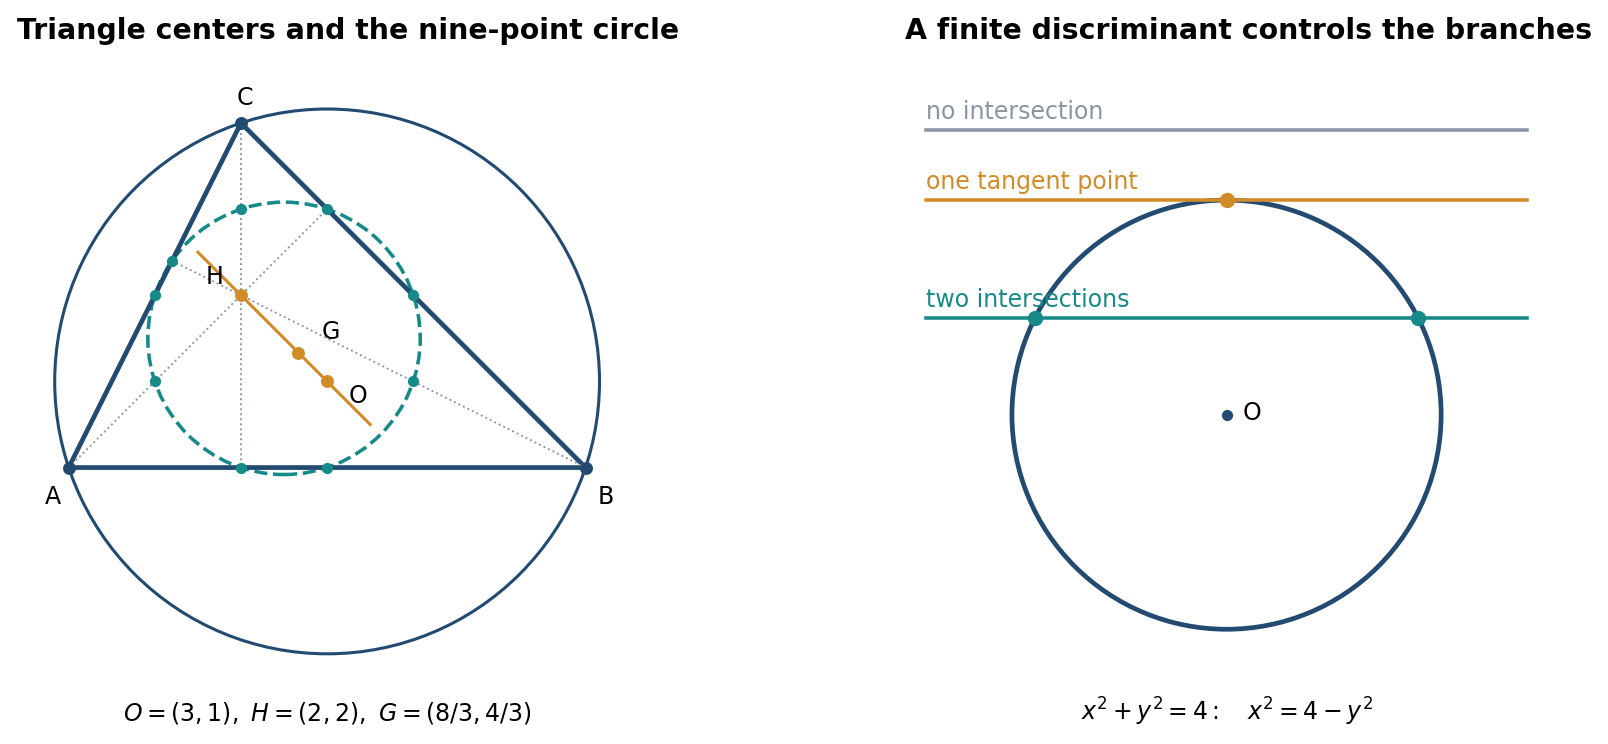 Triangle centers and the nine-point circle
C
H
G
O
A
B
O = (3, 1), H = (2, 2), G = (8/3, 4/3)
A finite discriminant controls the branches
no intersection
one tangent point
two intersections
O
x² + y² = 4 : x² = 4 − y²